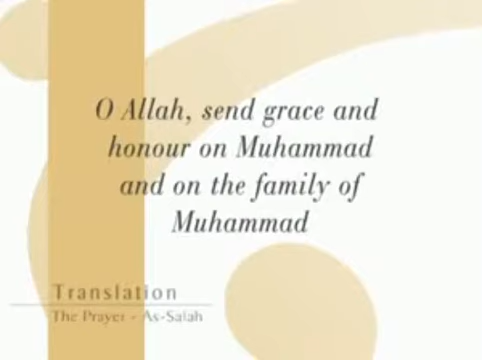 O Allah, send grace and
honour on Muhammad
and on the family of
Muhammad
Translation
The Prayer - As-Salah